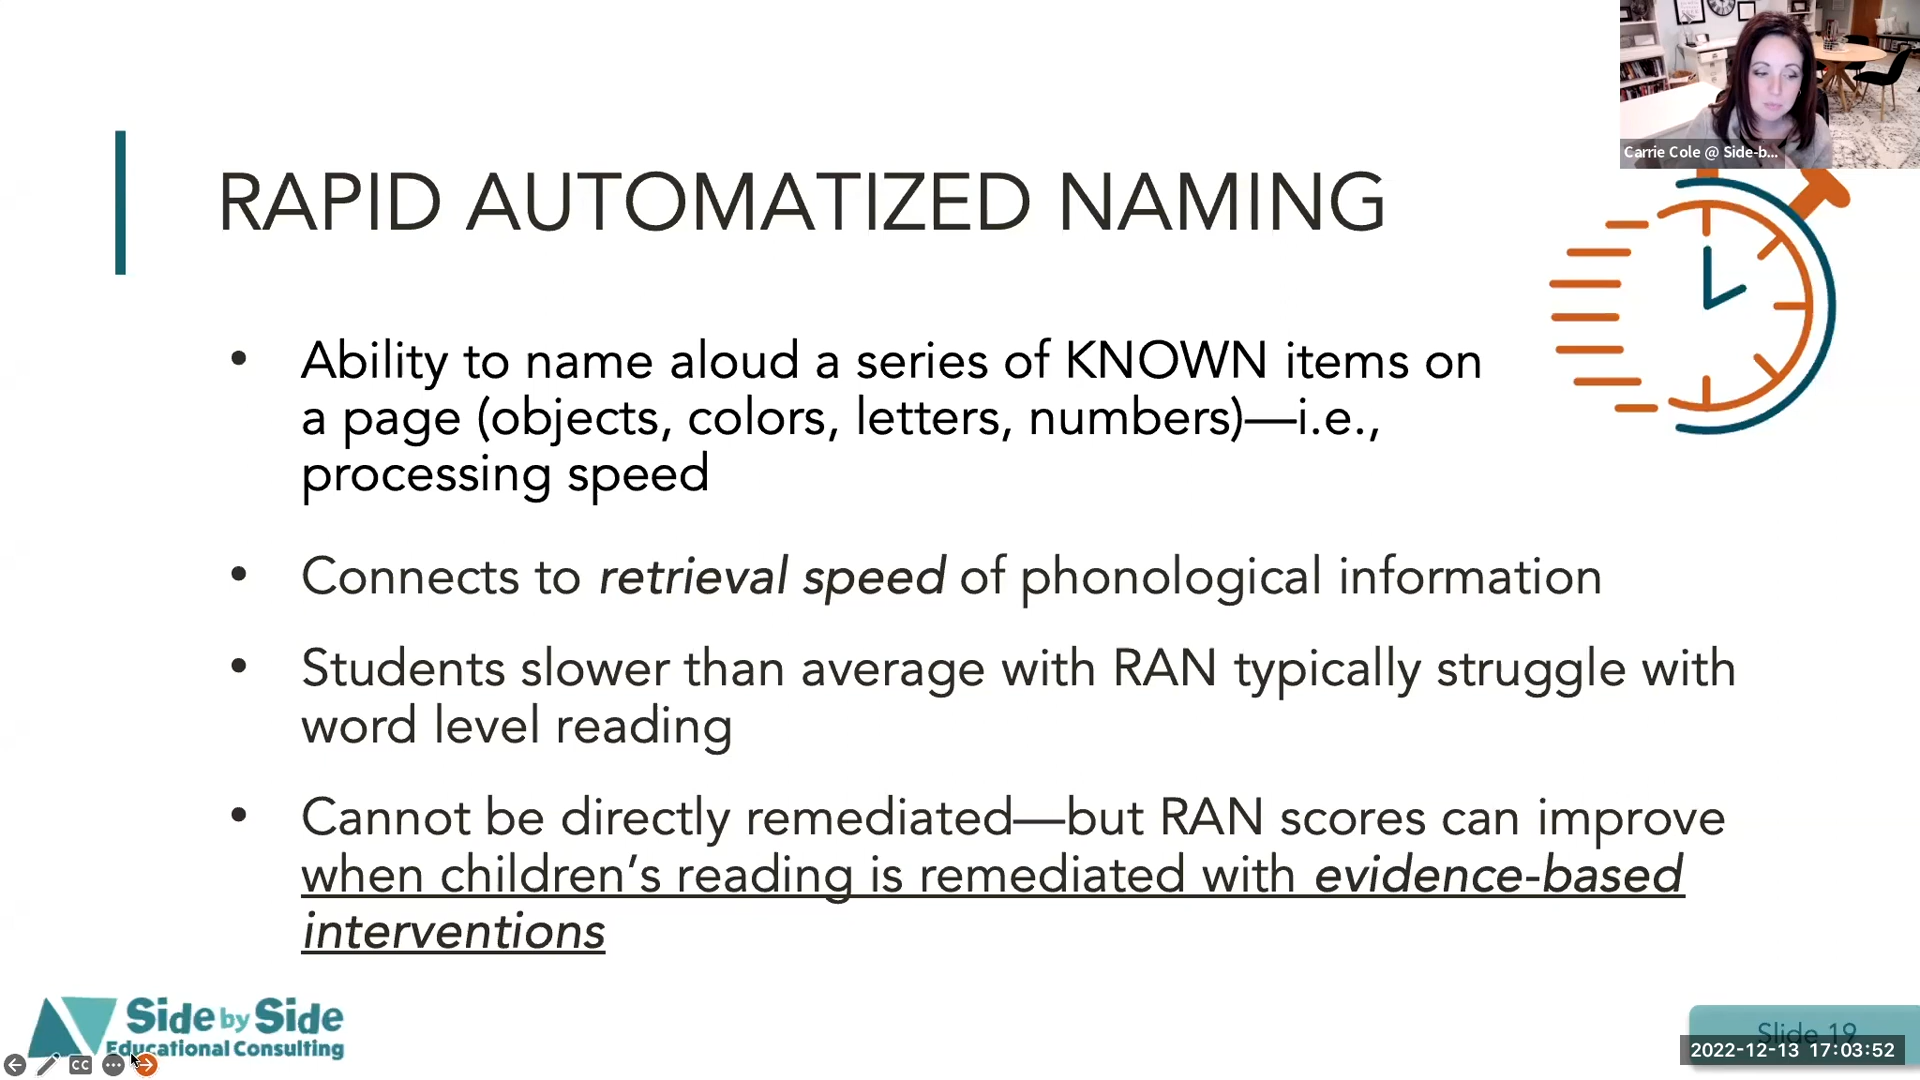 Carrie Cole @ Side-b...
RAPID AUTOMATIZED NAMING
• Ability to name aloud a series of KNOWN items on
a page (objects, colors, letters, numbers)—i.e.,
processing speed
• Connects to retrieval speed of phonological information
• Students slower than average with RAN typically struggle with
word level reading
• Cannot be directly remediated—but RAN scores can improve
when children’s reading is remediated with evidence-based
interventions
Side by Side
Educational Consulting
CC
Slide 19
2022-12-13 17:03:52